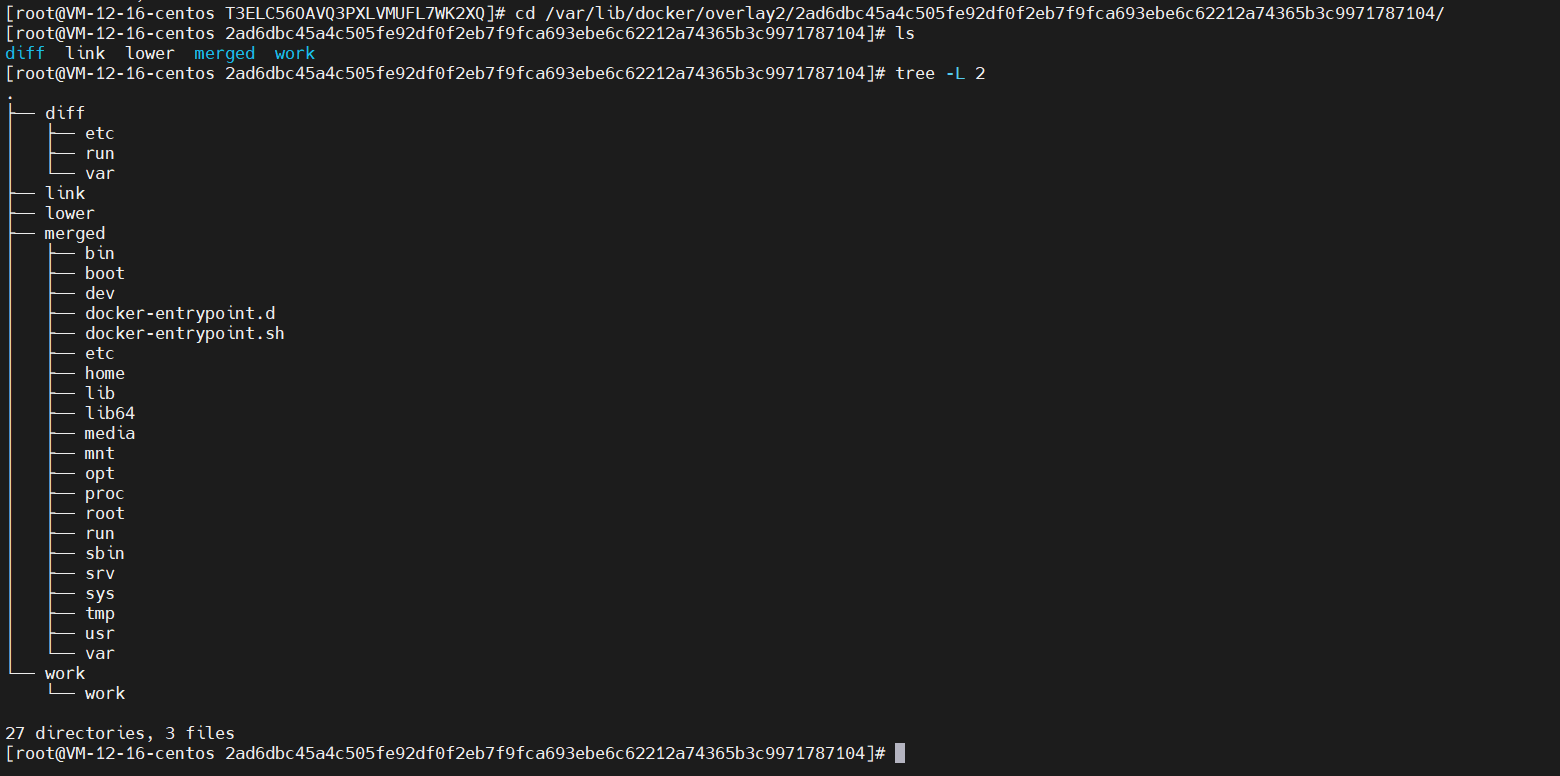 [root@VM-12-16-centos T3ELC56OAVQ3PXLVMUFL7WK2XQ]# cd /var/lib/docker/overlay2/2ad6dbc45a4c505fe92df0f2eb7f9fca693ebe6c62212a74365b3c9971787104/
[root@VM-12-16-centos 2ad6dbc45a4c505fe92df0f2eb7f9fca693ebe6c62212a74365b3c9971787104]# ls
diff  link  lower  merged  work
[root@VM-12-16-centos 2ad6dbc45a4c505fe92df0f2eb7f9fca693ebe6c62212a74365b3c9971787104]# tree -L 2
.
├── diff
│   ├── etc
│   ├── run
│   └── var
├── link
├── lower
├── merged
│   ├── bin
│   ├── boot
│   ├── dev
│   ├── docker-entrypoint.d
│   ├── docker-entrypoint.sh
│   ├── etc
│   ├── home
│   ├── lib
│   ├── lib64
│   ├── media
│   ├── mnt
│   ├── opt
│   ├── proc
│   ├── root
│   ├── run
│   ├── sbin
│   ├── srv
│   ├── sys
│   ├── tmp
│   ├── usr
│   └── var
└── work
    └── work
27 directories, 3 files
[root@VM-12-16-centos 2ad6dbc45a4c505fe92df0f2eb7f9fca693ebe6c62212a74365b3c9971787104]#